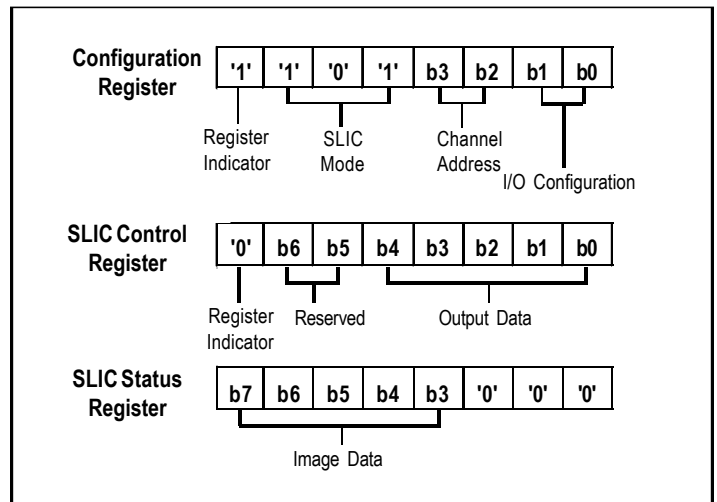 Configuration Register
'1' '1' '0' '1' b3 b2 b1 b0
Register Indicator
SLIC Mode
Channel Address
I/O Configuration
SLIC Control Register
'0' b6 b5 b4 b3 b2 b1 b0
Register Indicator
Reserved
Output Data
SLIC Status Register
b7 b6 b5 b4 b3 '0' '0' '0'
Image Data